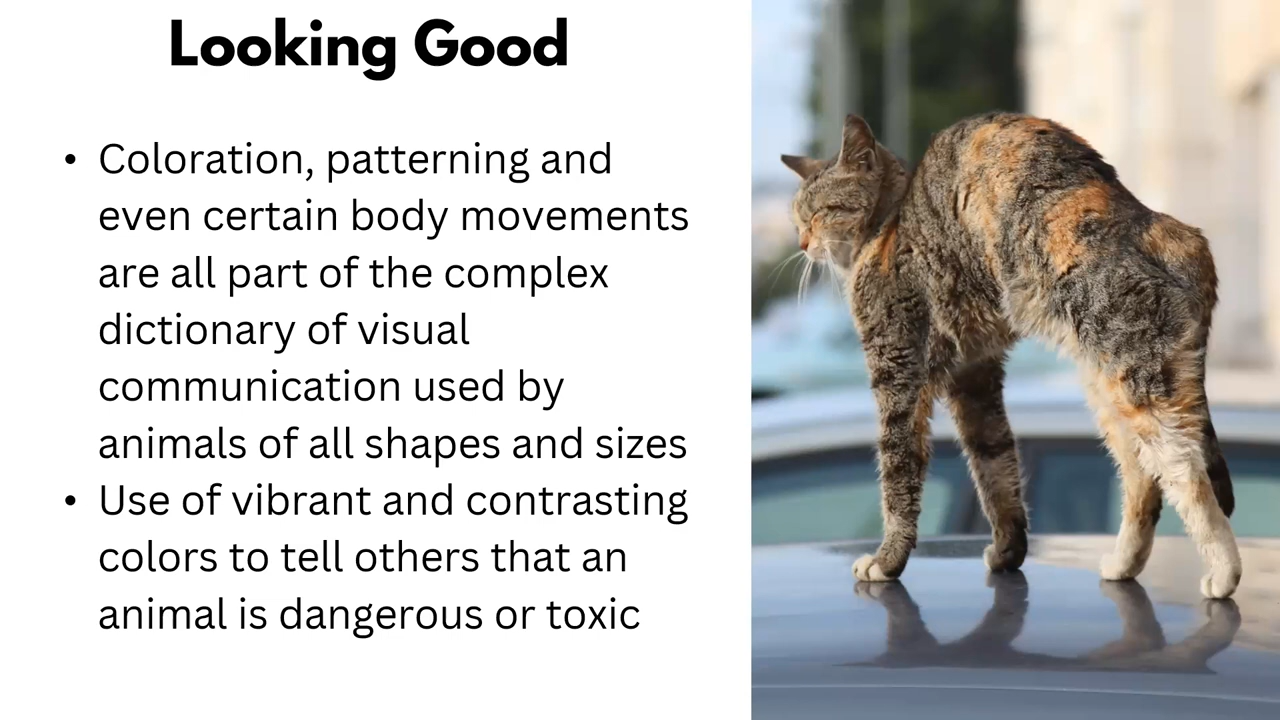 Looking Good
• Coloration, patterning and
even certain body movements
are all part of the complex
dictionary of visual
communication used by
animals of all shapes and sizes
• Use of vibrant and contrasting
colors to tell others that an
animal is dangerous or toxic